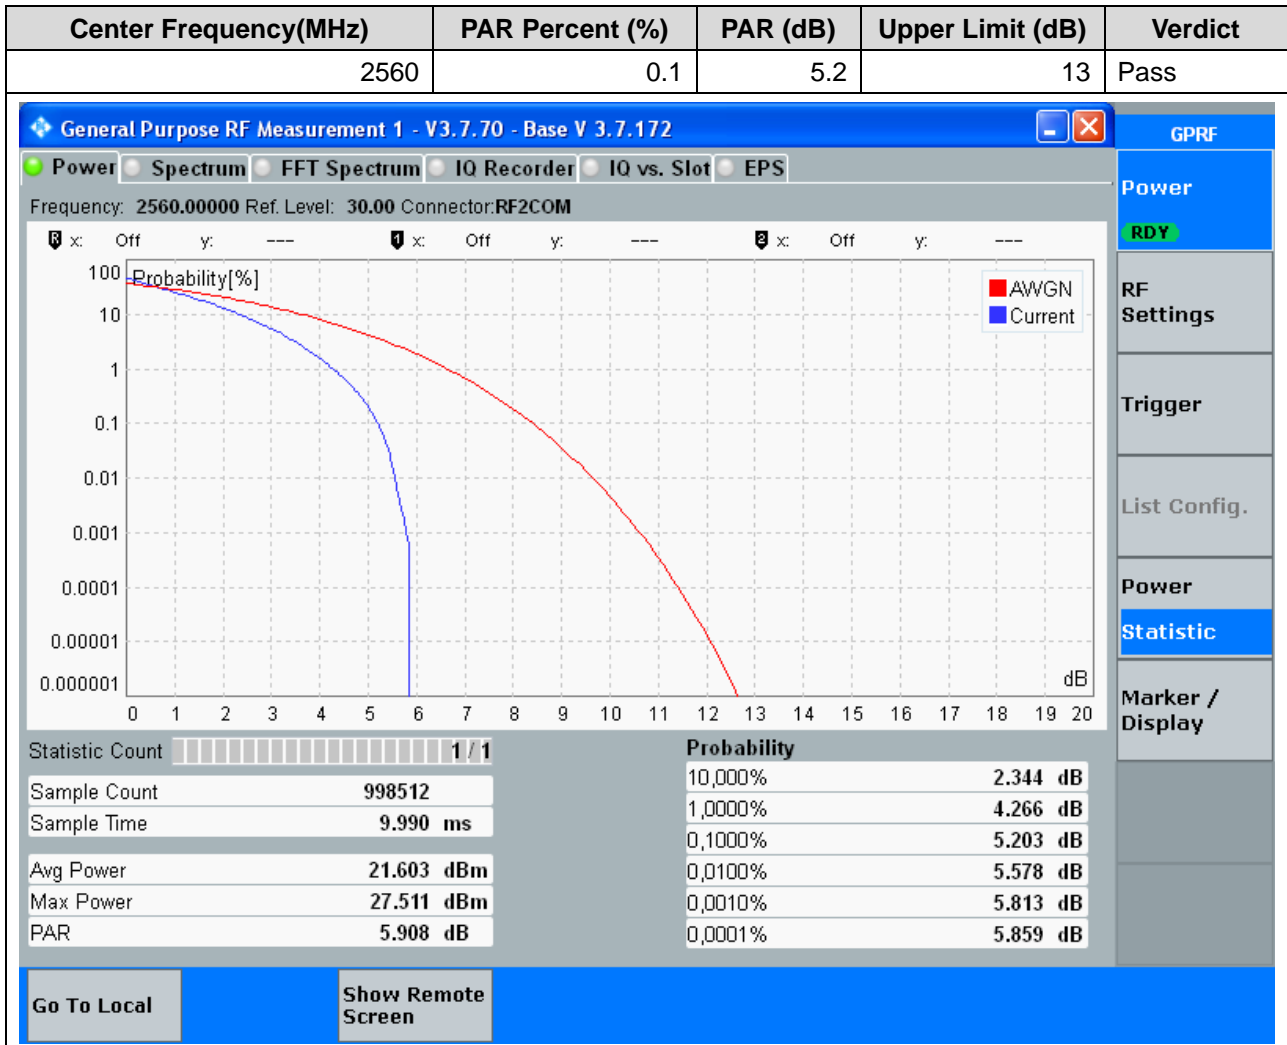 Center Frequency(MHz) PAR Percent (%) PAR (dB) Upper Limit (dB) Verdict
2560 0.1 5.2 13 Pass
General Purpose RF Measurement 1 - V3.7.70 - Base V 3.7.172
GPRF
Power Spectrum FFT Spectrum IQ Recorder IQ vs. Slot EPS
Power
RDY
Frequency: 2560.00000 Ref. Level: 30.00 Connector:RF2COM
R x: Off y: --- 1 x: Off y: --- 2 x: Off y: ---
Probability[%]
AWGN
Current
100
10
1
0.1
0.01
0.001
0.0001
0.00001
0.000001
dB
0 1 2 3 4 5 6 7 8 9 10 11 12 13 14 15 16 17 18 19 20
RF
Settings
Trigger
List Config.
Power
Statistic
Marker /
Display
Statistic Count 1 / 1
Sample Count 998512
Sample Time 9.990 ms
Avg Power 21.603 dBm
Max Power 27.511 dBm
PAR 5.908 dB
Probability
10,000% 2.344 dB
1,0000% 4.266 dB
0,1000% 5.203 dB
0,0100% 5.578 dB
0,0010% 5.813 dB
0,0001% 5.859 dB
Go To Local
Show Remote
Screen